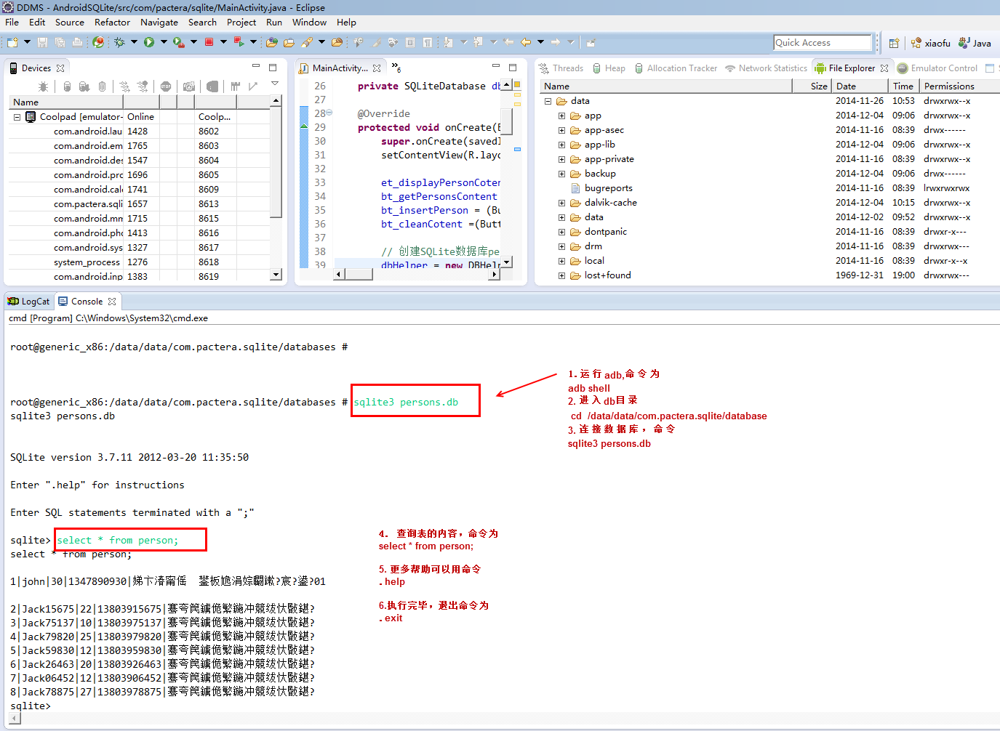 DDMS - AndroidSQLite/src/com/pactera/sqlite/MainActivity.java - Eclipse
File Edit Source Refactor Navigate Search Project Run Window Help
Quick Access
xiaofu
Java
Devices
Name
Coolpad [emulator- Online Coolp...
com.android.lau 1428 8602
com.android.em 1765 8603
com.android.des 1547 8604
com.android.pro 1696 8605
com.android.cale 1741 8609
com.pactera.sqli 1657 8613
com.android.mm 1715 8615
com.android.pho 1413 8616
com.android.sys 1327 8617
system_process 1276 8618
com.android.inp 1383 8619
MainActivity... »6
26 private SQLiteDatabase db
27
28 @Override
29 protected void onCreate(B
30 super.onCreate(savedI
31 setContentView(R.layo
32
33 et_displayPersonCoten
34 bt_getPersonsContent
35 bt_insertPerson = (Bu
36 bt_cleanCotent =(Butt
37
38 // 创建SQLite数据库pe
39 dbHelper = new DBHelp
Threads Heap Allocation Tracker Network Statistics File Explorer Emulator Control
Name Size Date Time Permissions
data 2014-11-26 10:53 drwxrwx--x
app 2014-12-04 09:06 drwxrwx--x
app-asec 2014-11-16 08:39 drwx------
app-lib 2014-12-04 09:06 drwxrwx--x
app-private 2014-11-16 08:39 drwxrwx--x
backup 2014-12-04 09:06 drwx------
bugreports 2014-11-16 08:39 lrwxrwxrwx
dalvik-cache 2014-12-04 10:15 drwxrwx--x
data 2014-12-02 09:52 drwxrwx--x
dontpanic 2014-11-16 08:39 drwxr-x---
drm 2014-11-16 08:39 drwxrwx---
local 2014-11-16 08:39 drwxr-x--x
lost+found 1969-12-31 19:00 drwxrwx---
LogCat Console
cmd [Program] C:\Windows\System32\cmd.exe
root@generic_x86:/data/data/com.pactera.sqlite/databases #
root@generic_x86:/data/data/com.pactera.sqlite/databases # sqlite3 persons.db
sqlite3 persons.db
SQLite version 3.7.11 2012-03-20 11:35:50
Enter ".help" for instructions
Enter SQL statements terminated with a ";"
sqlite> select * from person;
select * from person;
1|john|30|1347890930|
2|Jack15675|22|13803915675|
3|Jack75137|10|13803975137|
4|Jack79820|25|13803979820|
5|Jack59830|12|13803959830|
6|Jack26463|20|13803926463|
7|Jack06452|12|13803906452|
8|Jack78875|27|13803978875|
sqlite>
1.运行adb,命令为
adb shell
2. 进入db目录
cd /data/data/com.pactera.sqlite/database
3. 连接数据库，命令
sqlite3 persons.db
4. 查询表的内容，命令为
select * from person;
5. 更多帮助可以用命令
. help
6.执行完毕，退出命令为
. exit